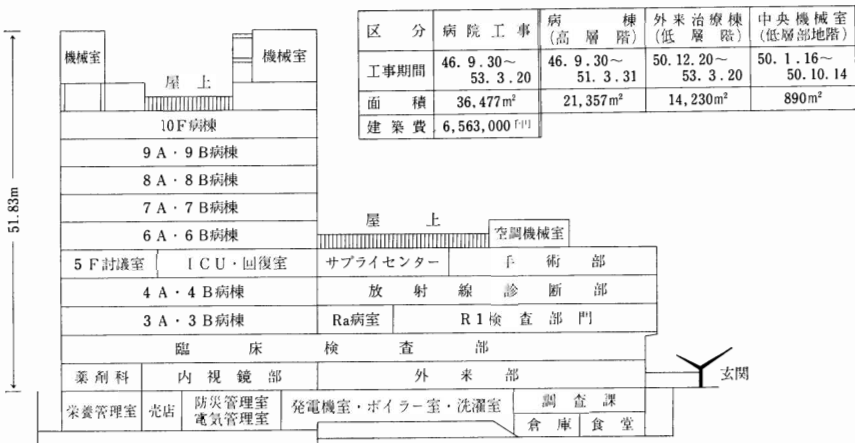 区分 病院工事 病棟(高層階) 外来治療棟(低層階) 中央機械室(低層部地階)
工事期間 46.9.30～53.3.20 46.9.30～51.3.31 50.12.20～53.3.20 50.1.16～50.10.14
面積 36,477m² 21,357m² 14,230m² 890m²
建築費 6,563,000千円
機械室
機械室
屋上
10F病棟
9A・9B病棟
8A・8B病棟
7A・7B病棟
6A・6B病棟
屋上
空調機械室
5F討議室 ICU・回復室 サプライセンター 手術部
4A・4B病棟 放射線診断部
3A・3B病棟 Ra病室 R1検査部門
臨床検査部
薬剤科 内視鏡部 外来部
玄関
栄養管理室 売店 防災管理室 電気管理室 発電機室・ボイラー室・洗濯室 調査課
倉庫 食堂
51.83m